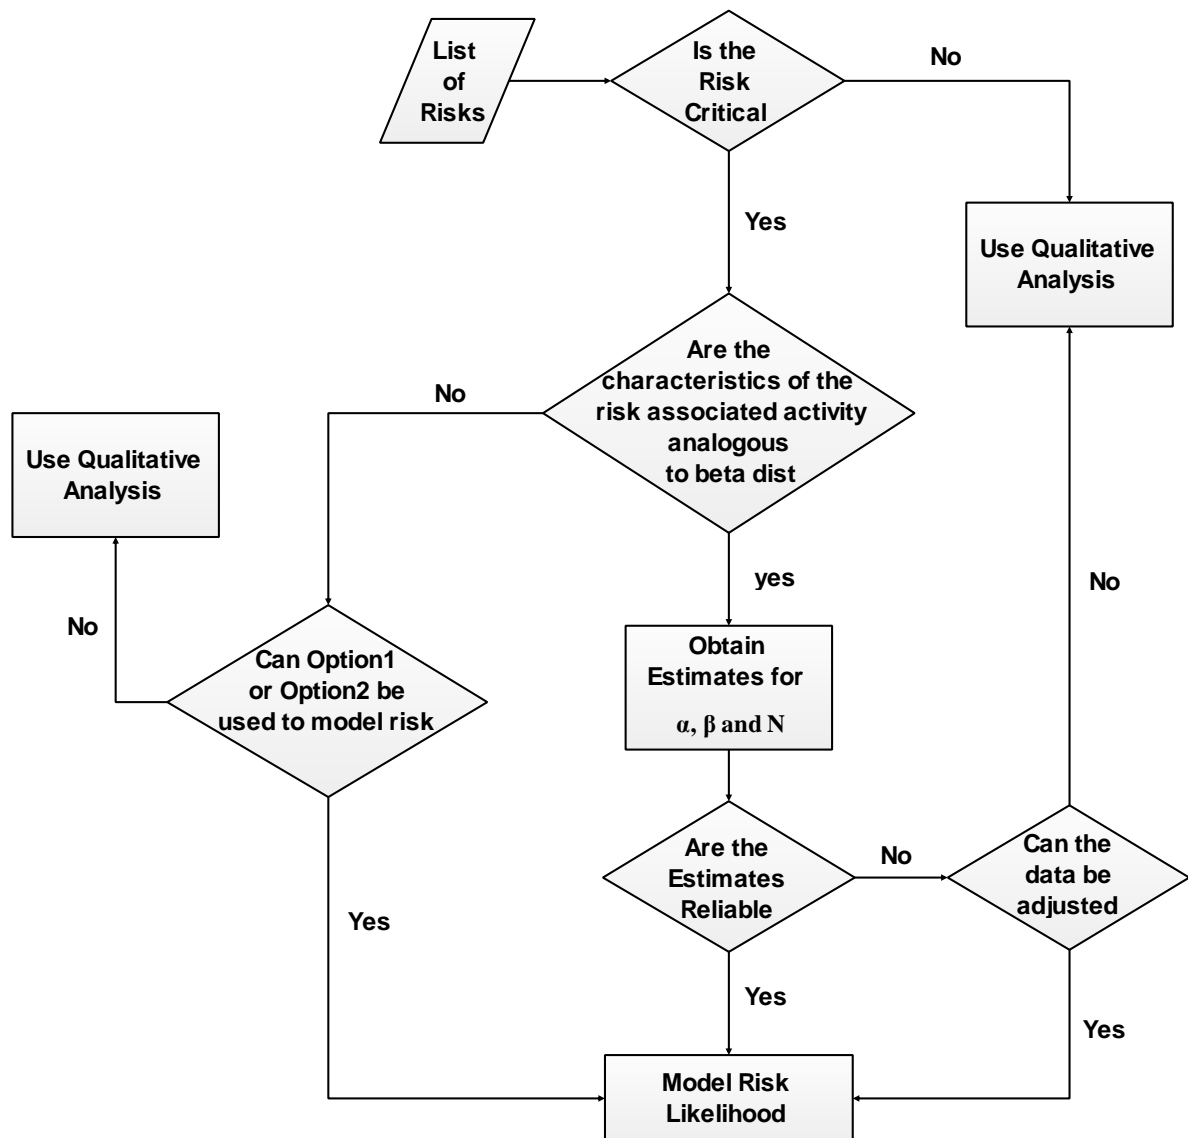 List
of
Risks
Is the
Risk
Critical
No
Yes
Use Qualitative
Analysis
Are the
characteristics of the
risk associated activity
analogous
to beta dist
No
Use Qualitative
Analysis
yes
No
No
Can Option1
or Option2 be
used to model risk
Obtain
Estimates for
α, β and N
Are the
Estimates
Reliable
No
Can the
data be
adjusted
Yes
Yes
Yes
Model Risk
Likelihood